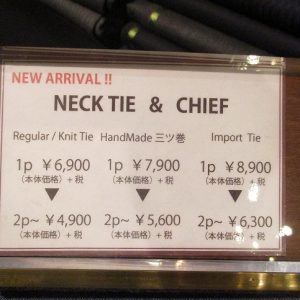 NEW ARRIVAL !!
NECK TIE & CHIEF
Regular / Knit Tie HandMade 三ツ巻 Import Tie
1p ¥6,900 1p ¥7,900 1p ¥8,900
(本体価格) + 税 (本体価格) + 税 (本体価格) + 税
▼ ▼ ▼
2p~ ¥4,900 2p~ ¥5,600 2p~ ¥6,300
(本体価格) + 税 (本体価格) + 税 (本体価格) + 税